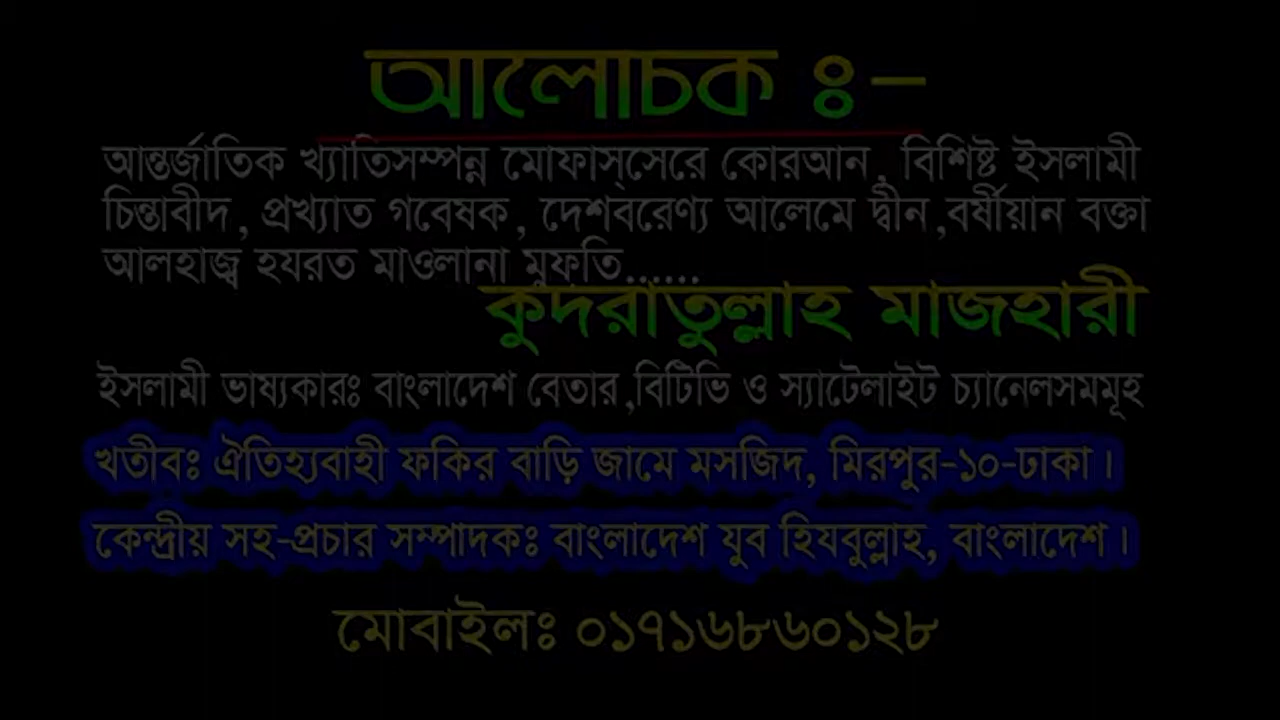 আলোচক ঃ-
আন্তর্জাতিক খ্যাতিসম্পন্ন মোফাস্সেরে কোরআন, বিশিষ্ট ইসলামী
চিন্তাবীদ, প্রখ্যাত গবেষক, দেশবরেণ্য আলেমে দ্বীন,বর্ষীয়ান বক্তা
আলহাজ্ব হযরত মাওলানা মুফতি......
কুদরাতুল্লাহ মাজহারী
ইসলামী ভাষ্যকারঃ বাংলাদেশ বেতার,বিটিভি ও স্যাটেলাইট চ্যানেলসমমূহ
খতীবঃ ঐতিহ্যবাহী ফকির বাড়ি জামে মসজিদ, মিরপুর-১০-ঢাকা।
কেন্দ্রীয় সহ-প্রচার সম্পাদকঃ বাংলাদেশ যুব হিযবুল্লাহ, বাংলাদেশ।
মোবাইলঃ ০১৭১৬৮৬০১২৮